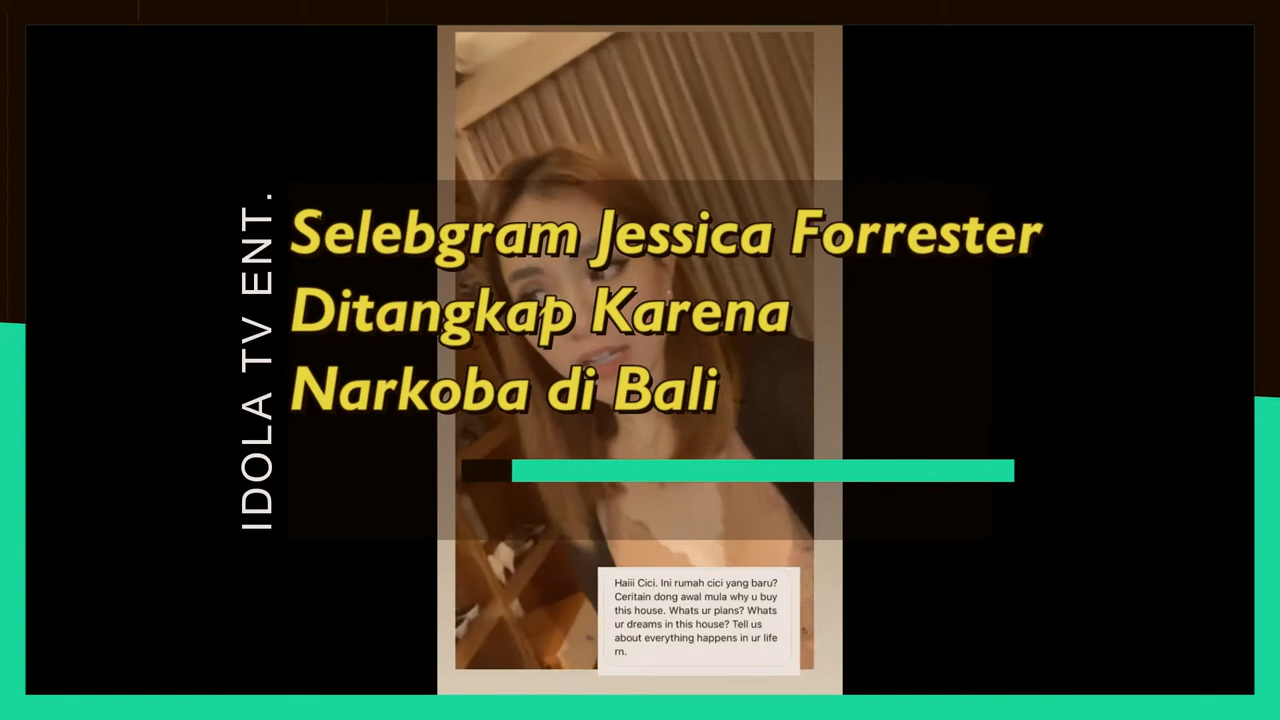 IDOLA TV ENT.
Selebgram Jessica Forrester
Ditangkap Karena
Narkoba di Bali
Haiii Cici. Ini rumah cici yang baru?
Ceritain dong awal mula why u buy
this house. Whats ur plans? Whats
ur dreams in this house? Tell us
about everything happens in ur life
rn.